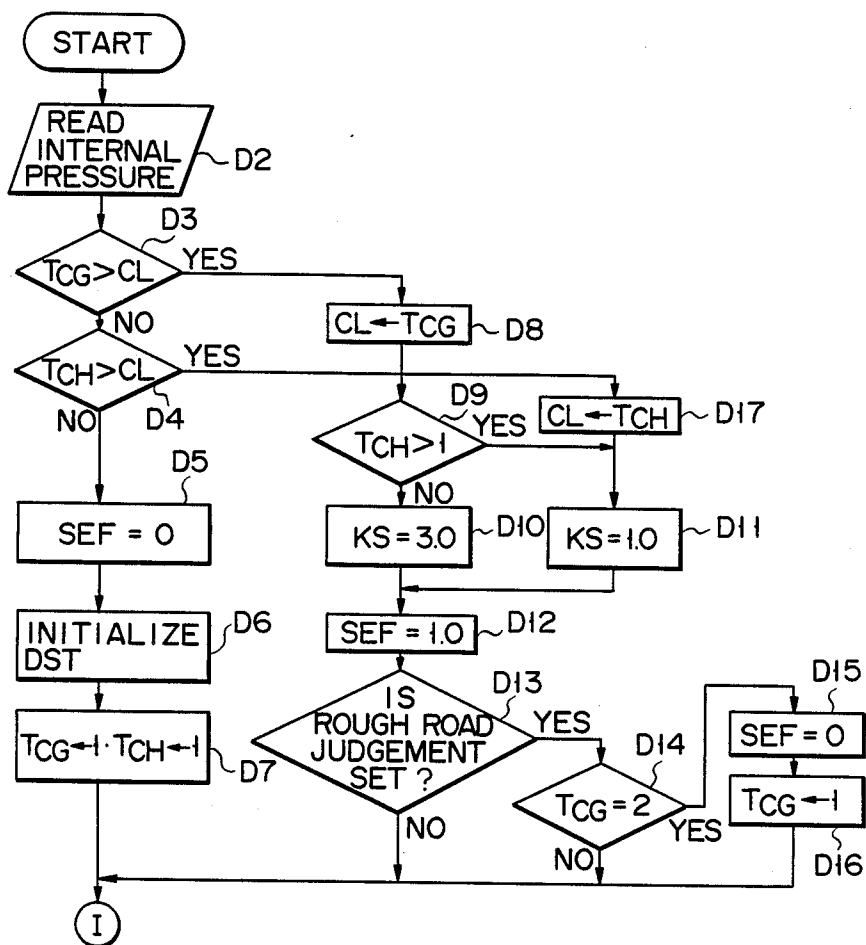 START
READ
INTERNAL
PRESSURE
D2
D3
TCG>CL
YES
NO
CL←TCG
D8
TCH>CL
YES
D4
NO
D9
TCH>1
YES
NO
CL←TCH
D17
D5
SEF = 0
KS=3.0
D10
KS=1.0
D11
INITIALIZE
DST
D6
SEF=1.0
D12
TCG←1·TCH←1
D7
D13
IS
ROUGH ROAD
JUDGEMENT
SET?
YES
NO
D14
TCG=2
YES
NO
D15
SEF=0
TCG←1
D16
I